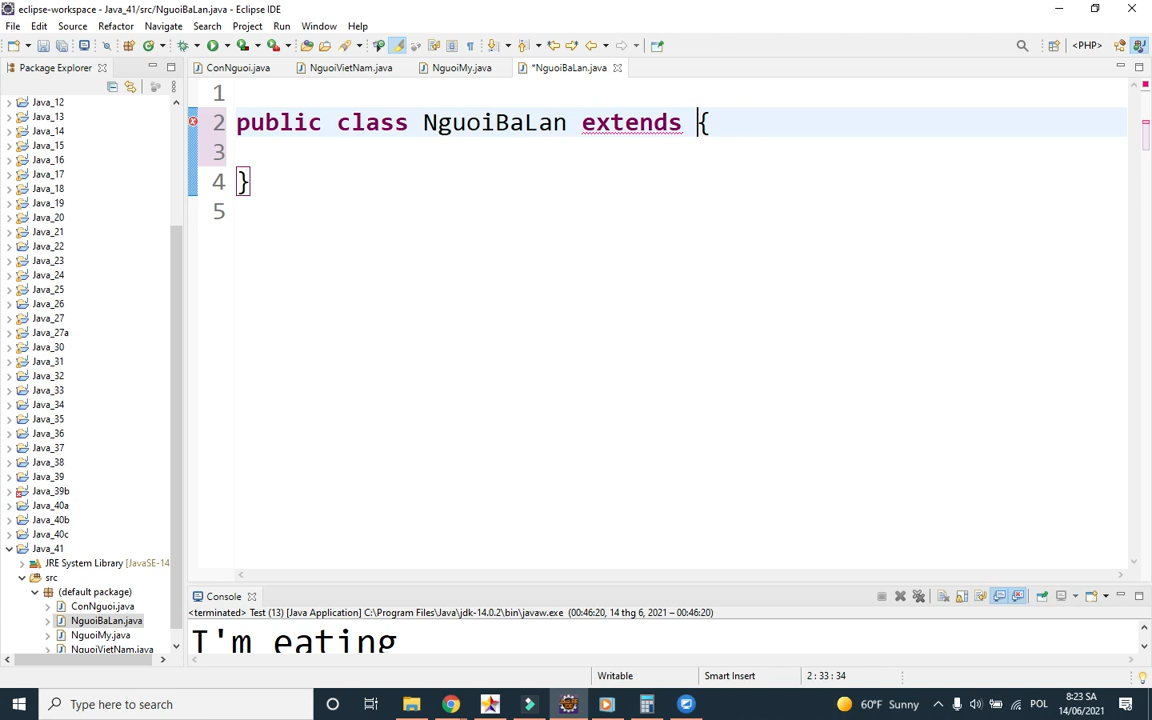 eclipse-workspace - Java_41/src/NguoiBaLan.java - Eclipse IDE
File Edit Source Refactor Navigate Search Project Run Window Help
<PHP>
Package Explorer
ConNguoi.java NguoiVietNam.java NguoiMy.java *NguoiBaLan.java
Java_12
Java_13
Java_14
Java_15
Java_16
Java_17
Java_18
Java_19
Java_20
Java_21
Java_22
Java_23
Java_24
Java_25
Java_26
Java_27
Java_27a
Java_30
Java_31
Java_32
Java_33
Java_34
Java_35
Java_36
Java_37
Java_38
Java_39
Java_39b
Java_40a
Java_40b
Java_40c
Java_41
JRE System Library [JavaSE-14
src
(default package)
ConNguoi.java
NguoiBaLan.java
NguoiMy.java
NguoiVietNam.java
1
2 public class NguoiBaLan extends {
3
4 }
5
Console
<terminated> Test (13) [Java Application] C:\Program Files\Java\jdk-14.0.2\bin\javaw.exe (00:46:20, 14 thg 6, 2021 – 00:46:20)
I'm eating
Writable Smart Insert 2 : 33 : 34
Type here to search
60°F Sunny POL 8:23 SA
14/06/2021